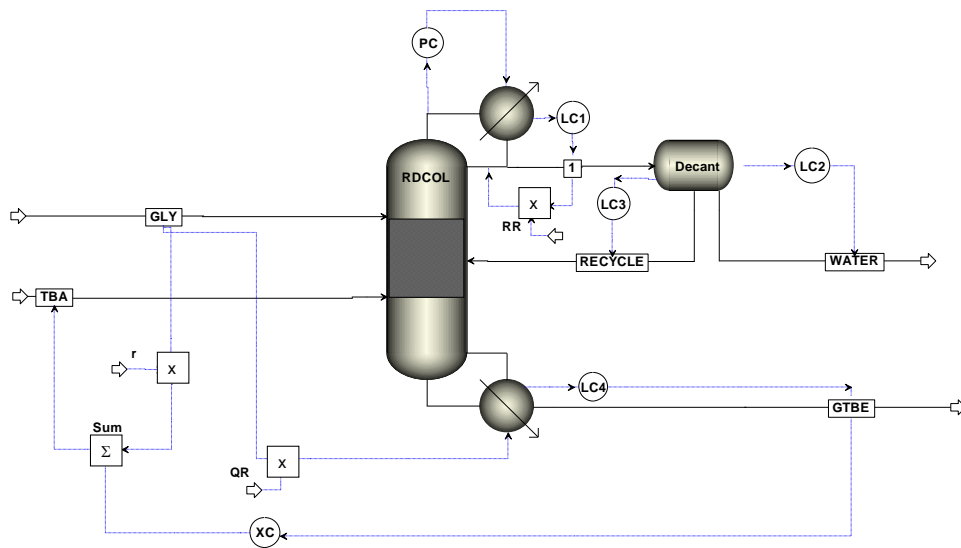 PC
LC1
Decant
LC2
1
RDCOL
X
LC3
RR
GLY
RECYCLE
WATER
TBA
r
X
LC4
GTBE
Sum
Σ
X
QR
XC